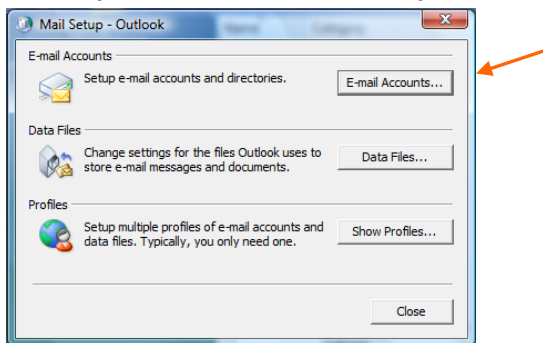 Mail Setup - Outlook
E-mail Accounts
Setup e-mail accounts and directories.
E-mail Accounts...
Data Files
Change settings for the files Outlook uses to
store e-mail messages and documents.
Data Files...
Profiles
Setup multiple profiles of e-mail accounts and
data files. Typically, you only need one.
Show Profiles...
Close